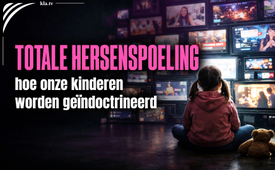 kla.tv
TOTALE HERSENSPOELING
hoe onze kinderen
worden geïndoctrineerd